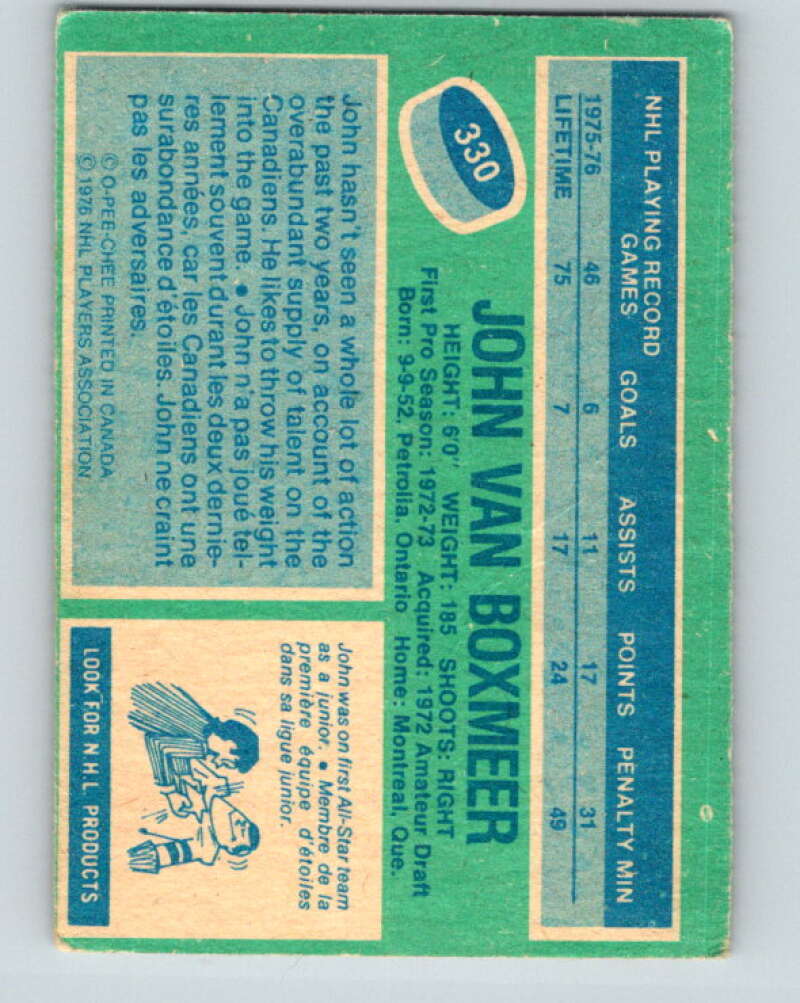 NHL PLAYING RECORD
GAMES GOALS ASSISTS POINTS PENALTY MIN
1975-76 46 6 11 17 31
LIFETIME 75 7 17 24 49
330
JOHN VAN BOXMEER
HEIGHT: 6'0" WEIGHT: 185 SHOOTS: RIGHT
First Pro Season: 1972-73 Acquired: 1972 Amateur Draft
Born: 9-9-52, Petrolia, Ontario Home: Montreal, Que.
John hasn't seen a whole lot of action
the past two years, on account of the
overabundant supply of talent on the
Canadiens. He likes to throw his weight
into the game. • John n'a pas joué tel-
lement souvent durant les deux derniè-
res années, car les Canadiens ont une
surabondance d'étoiles. John ne craint
pas les adversaires.
© O-PEE-CHEE PRINTED IN CANADA
© 1976 NHL PLAYERS ASSOCIATION
John was on first All-Star team
as a junior. • Membre de la
première équipe d'étoiles
dans sa ligue junior.
LOOK FOR N.H.L PRODUCTS